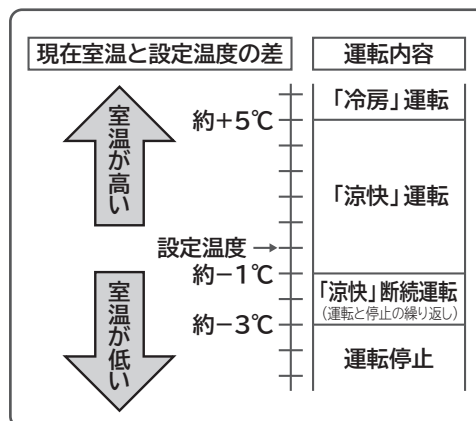 現在室温と設定温度の差
運転内容
室温が高い
約+5℃
設定温度→
約-1℃
約-3℃
室温が低い
「冷房」運転
「涼快」運転
「涼快」断続運転
(運転と停止の繰り返し)
運転停止